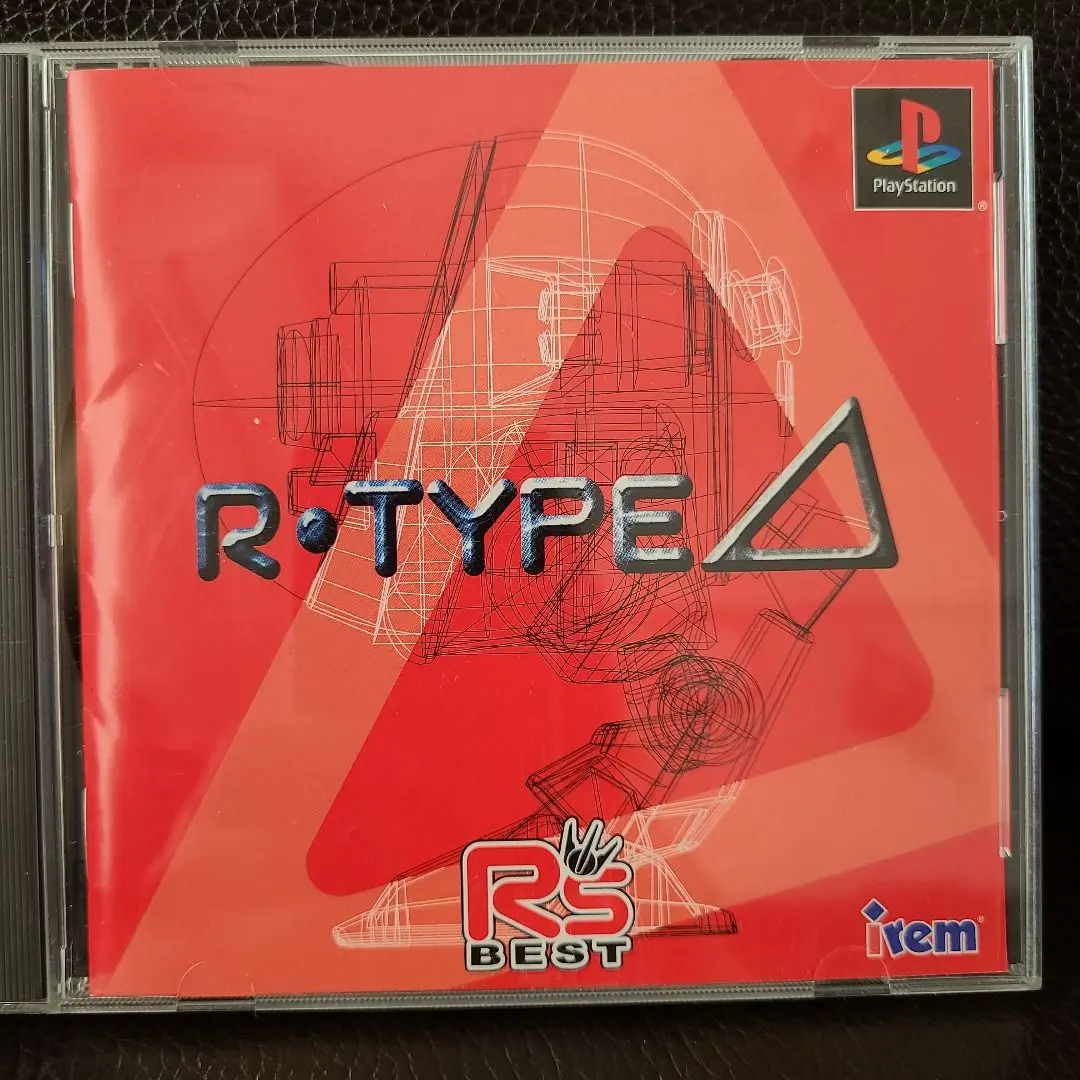 PlayStation
®
R·TYPE Δ
R's
BEST
irem®